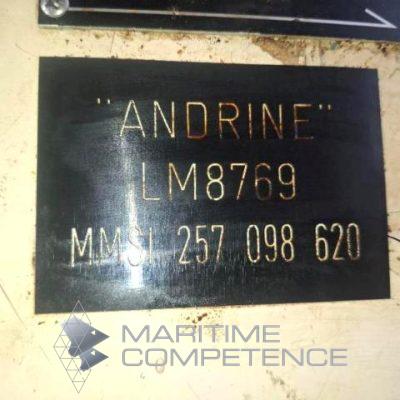 "ANDRINE"
LM8769
MMSI 257 098 620
MARITIME
COMPETENCE